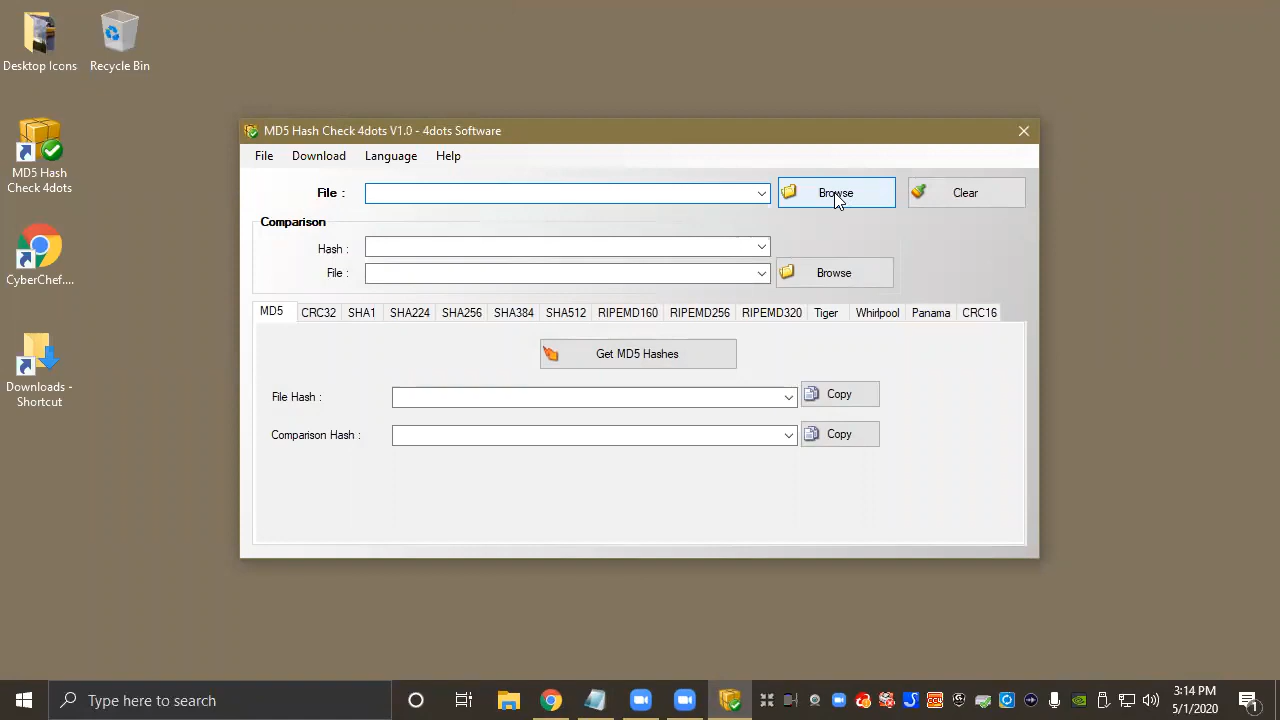 Desktop Icons
Recycle Bin
MD5 Hash
Check 4dots
CyberChef....
Downloads -
Shortcut
MD5 Hash Check 4dots V1.0 - 4dots Software
File Download Language Help
File : Browse Clear
Comparison
Hash :
File : Browse
MD5 CRC32 SHA1 SHA224 SHA256 SHA384 SHA512 RIPEMD160 RIPEMD256 RIPEMD320 Tiger Whirlpool Panama CRC16
Get MD5 Hashes
File Hash : Copy
Comparison Hash : Copy
Type here to search
3:14 PM
5/1/2020
1